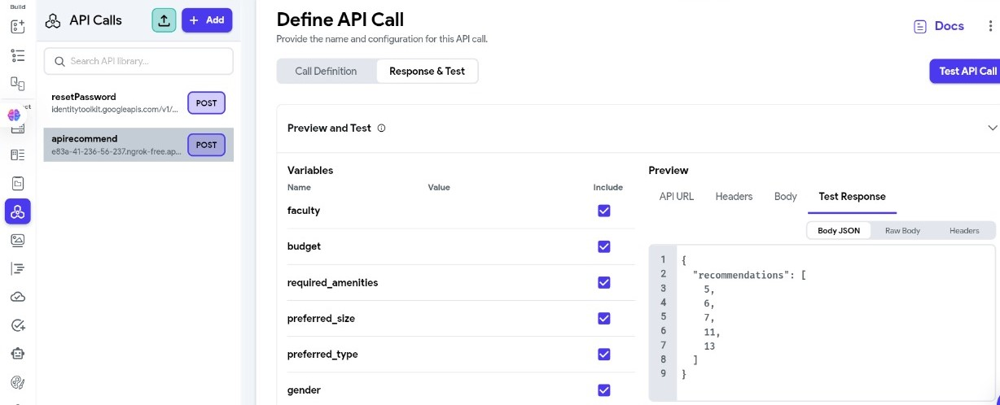 Build
API Calls
+ Add
Search API library...
resetPassword
identitytoolkit.googleapis.com/v1/...
POST
apirecommend
e83a-41-236-56-237.ngrok-free.ap...
POST
Define API Call
Provide the name and configuration for this API call.
Docs
Call Definition
Response & Test
Test API Call
Preview and Test
Variables
Name Value Include
faculty
budget
required_amenities
preferred_size
preferred_type
gender
Preview
API URL Headers Body Test Response
Body JSON Raw Body Headers
1 {
2 "recommendations": [
3 5,
4 6,
5 7,
6 11,
7 13
8 ]
9 }